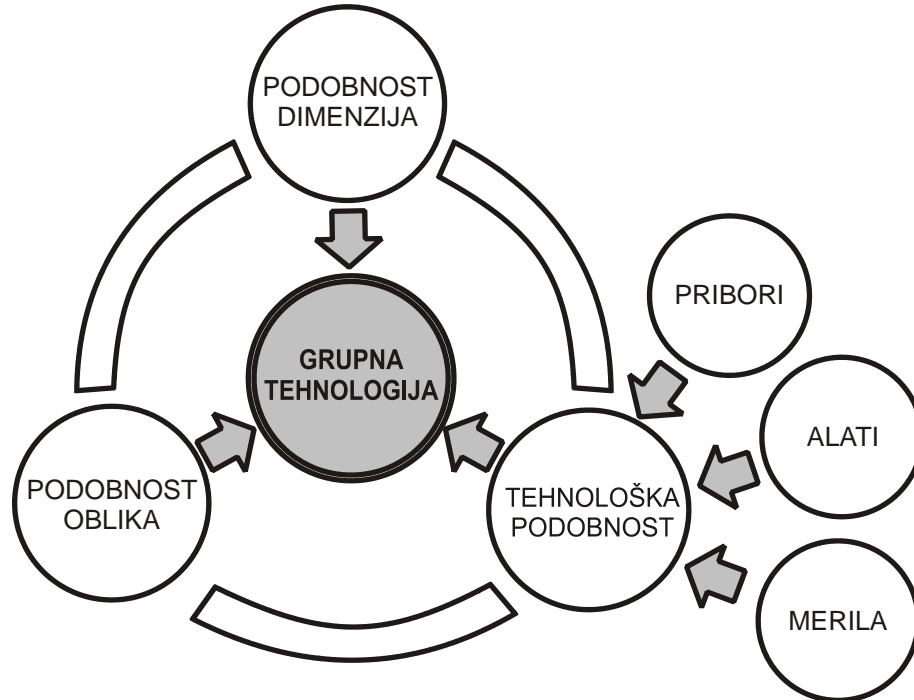 PODOBNOST
DIMENZIJA
PRIBORI
GRUPNA
TEHNOLOGIJA
ALATI
PODOBNOST
OBLIKA
TEHNOLOŠKA
PODOBNOST
MERILA